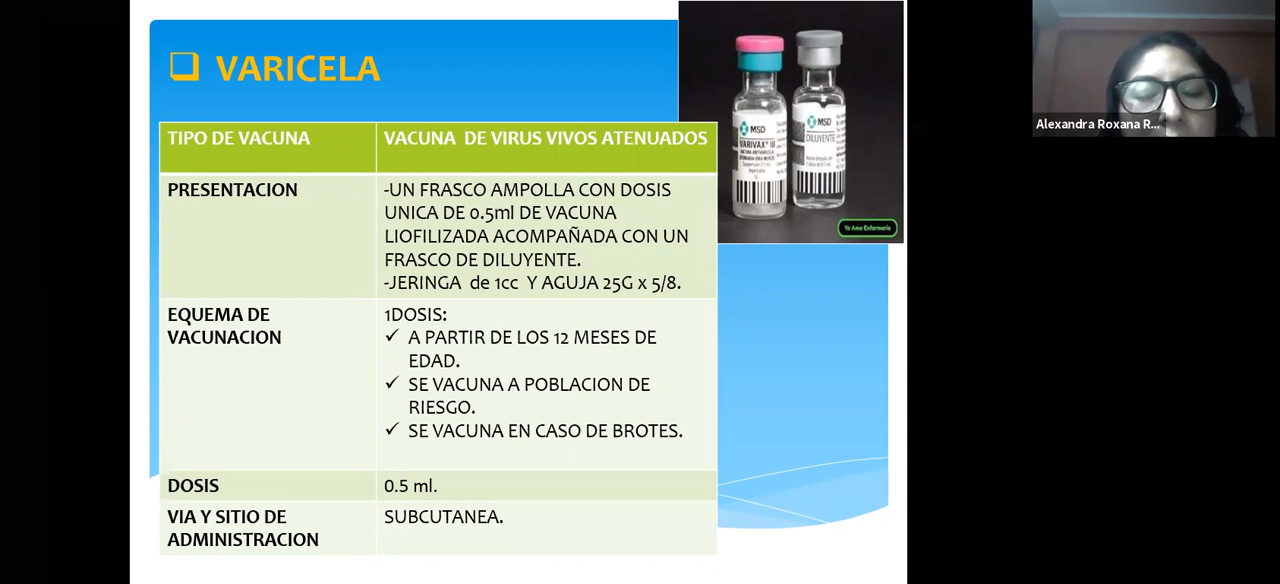 VARICELA
TIPO DE VACUNA
VACUNA DE VIRUS VIVOS ATENUADOS
PRESENTACION
-UN FRASCO AMPOLLA CON DOSIS
UNICA DE 0.5ml DE VACUNA
LIOFILIZADA ACOMPAÑADA CON UN
FRASCO DE DILUYENTE.
-JERINGA de 1cc Y AGUJA 25G x 5/8.
EQUEMA DE
VACUNACION
1DOSIS:
✓ A PARTIR DE LOS 12 MESES DE
EDAD.
✓ SE VACUNA A POBLACION DE
RIESGO.
✓ SE VACUNA EN CASO DE BROTES.
DOSIS
0.5 ml.
VIA Y SITIO DE
ADMINISTRACION
SUBCUTANEA.
MSD
VARIVAX® III
MSD
DILUYENTE
Yo Amo Enfermería
Alexandra Roxana R...